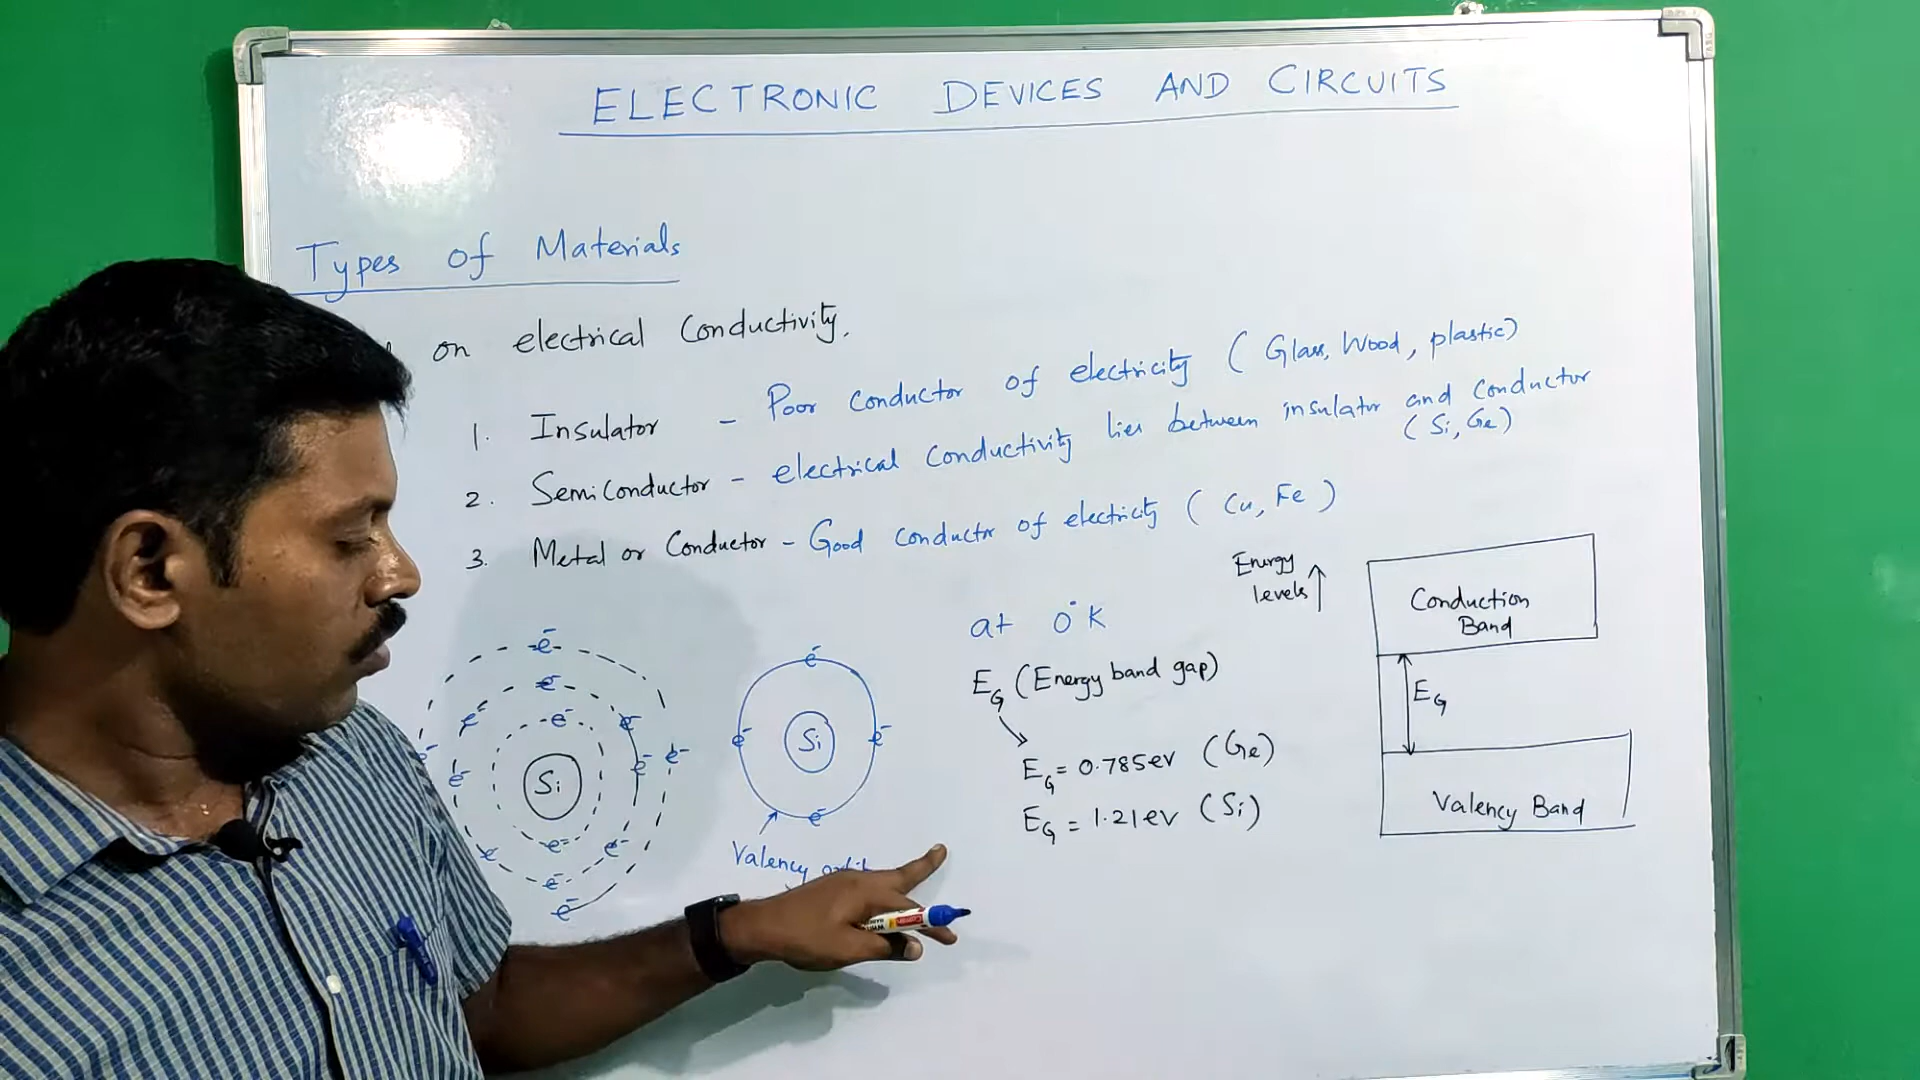 ELECTRONIC DEVICES AND CIRCUITS
Types of Materials
on electrical Conductivity.
1. Insulator - Poor conductor of electricity (Glass, Wood, plastic)
2. Semiconductor - electrical conductivity lies between insulator and conductor
(Si, Ge)
3. Metal or Conductor - Good conductor of electricity (Cu, Fe)
Energy
levels
Conduction
Band
EG
Valency Band
at 0°K
EG (Energy band gap)
EG = 0.785ev (Ge)
EG = 1.21ev (Si)
e-
e-
e-
e-
e-
e-
e-
e-
e-
Si
e-
e-
e-
e-
e-
e-
e-
e-
Si
e-
e-
Valency